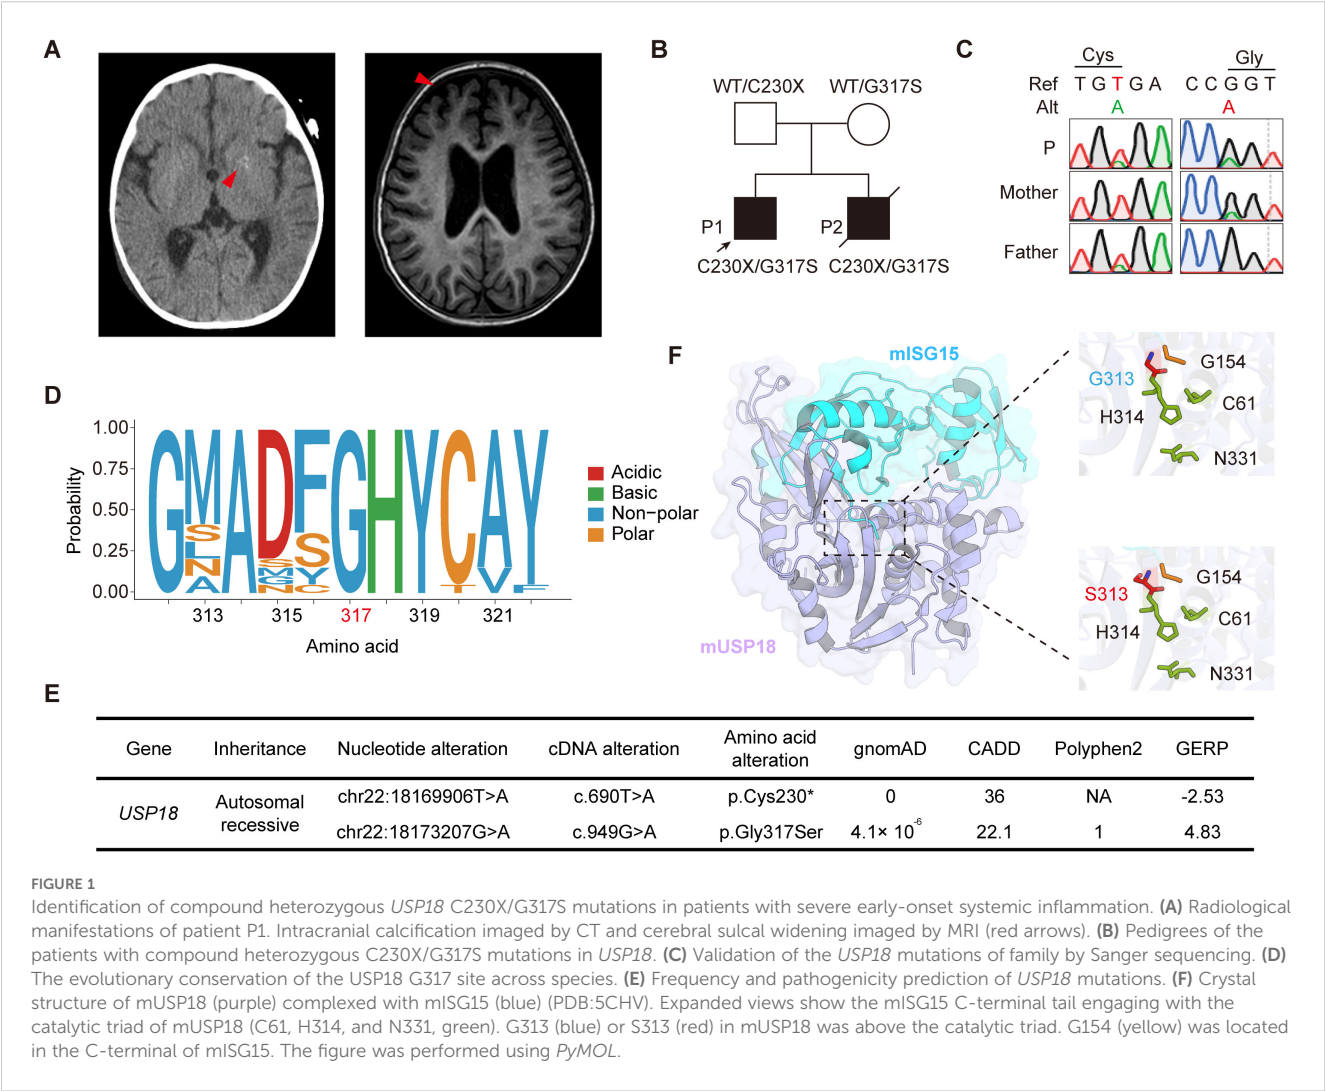 A
B
C
WT/C230X
WT/G317S
P1
P2
C230X/G317S
C230X/G317S
Cys
Gly
Ref
T G T G A
C C G G T
Alt
A
A
P
Mother
Father
D
Probability
1.00
0.75
0.50
0.25
0.00
G M A D F G H Y C A Y
S S S T V F
L M Y
N G C
A N
313
315
317
319
321
Amino acid
Acidic
Basic
Non-polar
Polar
F
mISG15
mUSP18
G154
G313
C61
H314
N331
G154
S313
C61
H314
N331
E
Gene Inheritance Nucleotide alteration cDNA alteration Amino acid alteration gnomAD CADD Polyphen2 GERP
USP18 Autosomal recessive
chr22:18169906T>A c.690T>A p.Cys230* 0 36 NA -2.53
chr22:18173207G>A c.949G>A p.Gly317Ser 4.1× 10-6 22.1 1 4.83
FIGURE 1
Identification of compound heterozygous USP18 C230X/G317S mutations in patients with severe early-onset systemic inflammation. (A) Radiological
manifestations of patient P1. Intracranial calcification imaged by CT and cerebral sulcal widening imaged by MRI (red arrows). (B) Pedigrees of the
patients with compound heterozygous C230X/G317S mutations in USP18. (C) Validation of the USP18 mutations of family by Sanger sequencing. (D)
The evolutionary conservation of the USP18 G317 site across species. (E) Frequency and pathogenicity prediction of USP18 mutations. (F) Crystal
structure of mUSP18 (purple) complexed with mISG15 (blue) (PDB:5CHV). Expanded views show the mISG15 C-terminal tail engaging with the
catalytic triad of mUSP18 (C61, H314, and N331, green). G313 (blue) or S313 (red) in mUSP18 was above the catalytic triad. G154 (yellow) was located
in the C-terminal of mISG15. The figure was performed using PyMOL.